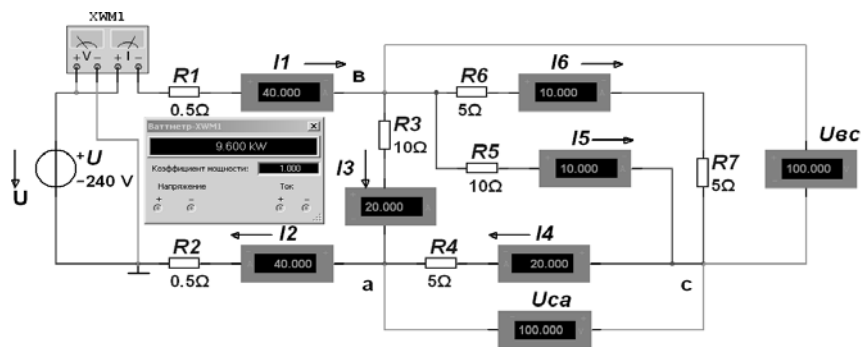 XWM1
+ V − + I −
I1
в
I6
R1
40.000
R6
10.000
0.5Ω
5Ω
Ваттметр-XWM1
9.600 kW
Коэффициент мощности: 1.000
Напряжение Ток
+ − + −
R3
10Ω
I5
Uвс
U
+U
−240 V
I3
R5
10.000
R7
100.000
10Ω
5Ω
20.000
R2
I2
R4
I4
40.000
20.000
0.5Ω
a
5Ω
c
Uca
100.000